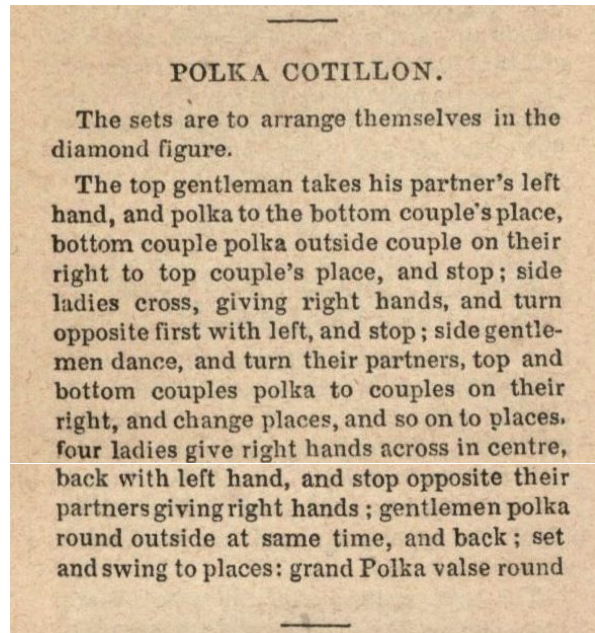 POLKA COTILLON.
The sets are to arrange themselves in the
diamond figure.
The top gentleman takes his partner's left
hand, and polka to the bottom couple's place,
bottom couple polka outside couple on their
right to top couple's place, and stop; side
ladies cross, giving right hands, and turn
opposite first with left, and stop; side gentle-
men dance, and turn their partners, top and
bottom couples polka to couples on their
right, and change places, and so on to places.
four ladies give right hands across in centre,
back with left hand, and stop opposite their
partners giving right hands; gentlemen polka
round outside at same time, and back; set
and swing to places: grand Polka valse round